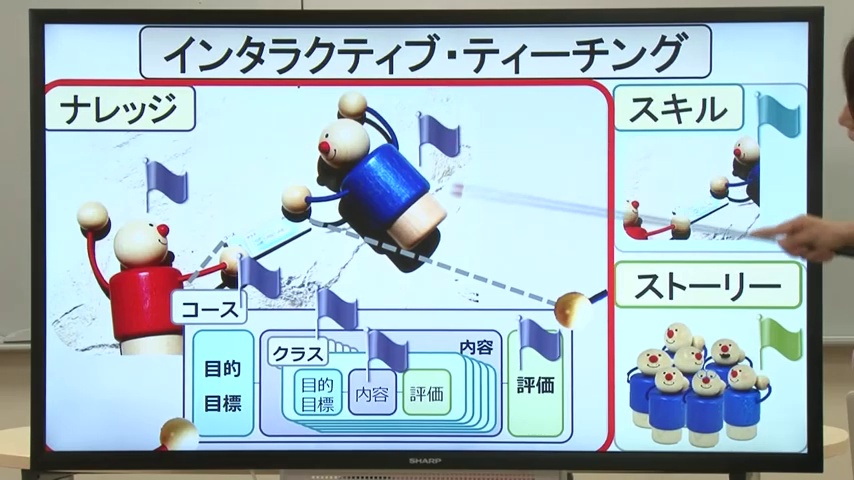 インタラクティブ・ティーチング
ナレッジ
スキル
コース
ストーリー
クラス
内容
目的
目標
目的
目標
内容
評価
評価
SHARP